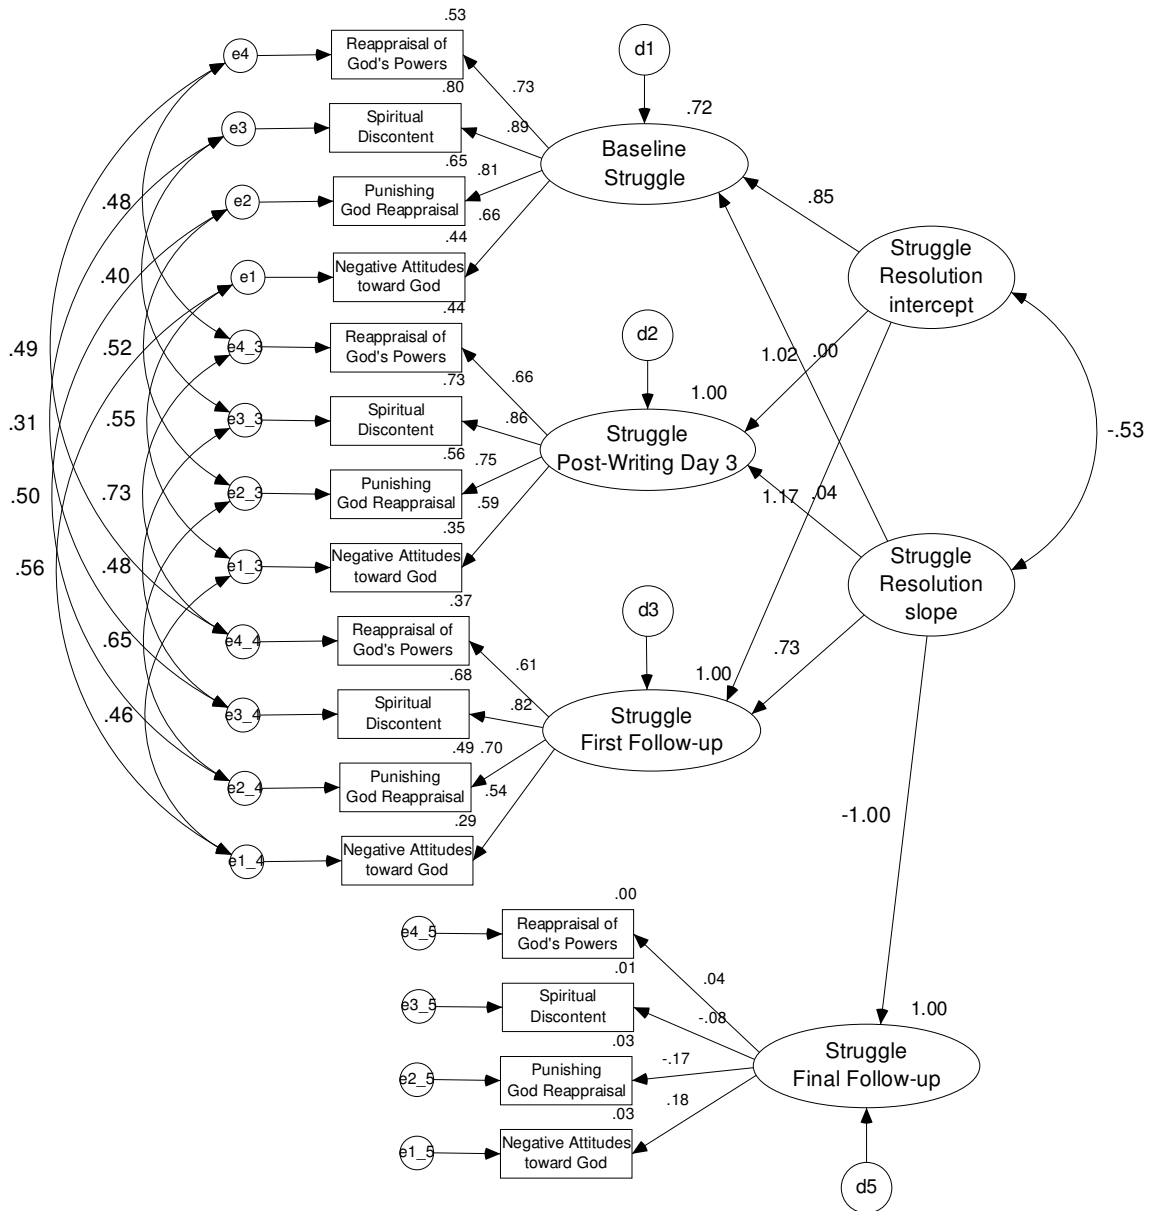 .53
e4
Reappraisal of
God's Powers
d1
.80
.73
.72
e3
Spiritual
Discontent
.89
Baseline
Struggle
.65
.81
e2
Punishing
God Reappraisal
.48
.66
.85
.44
Struggle
Resolution
intercept
.40
e1
Negative Attitudes
toward God
.44
d2
.49
.52
e4_3
Reappraisal of
God's Powers
1.02
.00
.73
.66
1.00
.31
.55
e3_3
Spiritual
Discontent
.86
Struggle
Post-Writing Day 3
-.53
.56
.75
.50
.73
e2_3
Punishing
God Reappraisal
.59
1.17
.04
.35
.56
.48
e1_3
Negative Attitudes
toward God
Struggle
Resolution
slope
.37
d3
.65
e4_4
Reappraisal of
God's Powers
.73
.68
.61
1.00
.46
e3_4
Spiritual
Discontent
.82
Struggle
First Follow-up
.49
.70
e2_4
Punishing
God Reappraisal
.54
.29
-1.00
e1_4
Negative Attitudes
toward God
.00
e4_5
Reappraisal of
God's Powers
.01
.04
e3_5
Spiritual
Discontent
-.08
1.00
.03
-.17
Struggle
Final Follow-up
e2_5
Punishing
God Reappraisal
.18
.03
e1_5
Negative Attitudes
toward God
d5